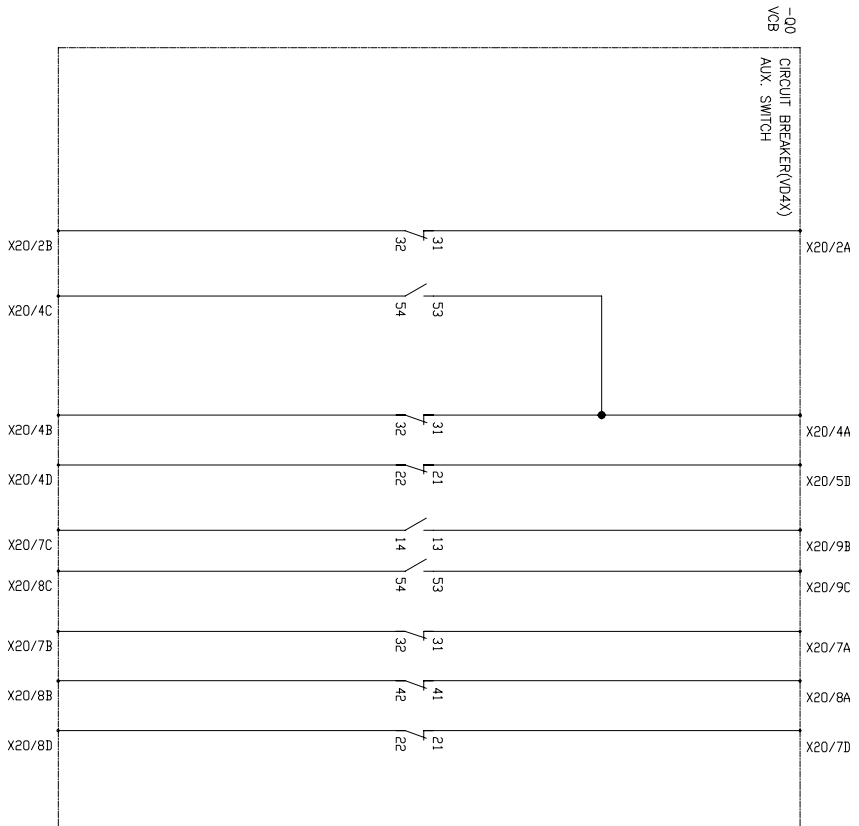 -Q0
VCB
CIRCUIT BREAKER(VD4X)
AUX. SWITCH
X20/2B
32
31
X20/2A
X20/4C
54
53
X20/4B
32
31
X20/4A
X20/4D
22
21
X20/5D
X20/7C
14
13
X20/9B
X20/8C
54
53
X20/9C
X20/7B
32
31
X20/7A
X20/8B
42
41
X20/8A
X20/8D
22
21
X20/7D